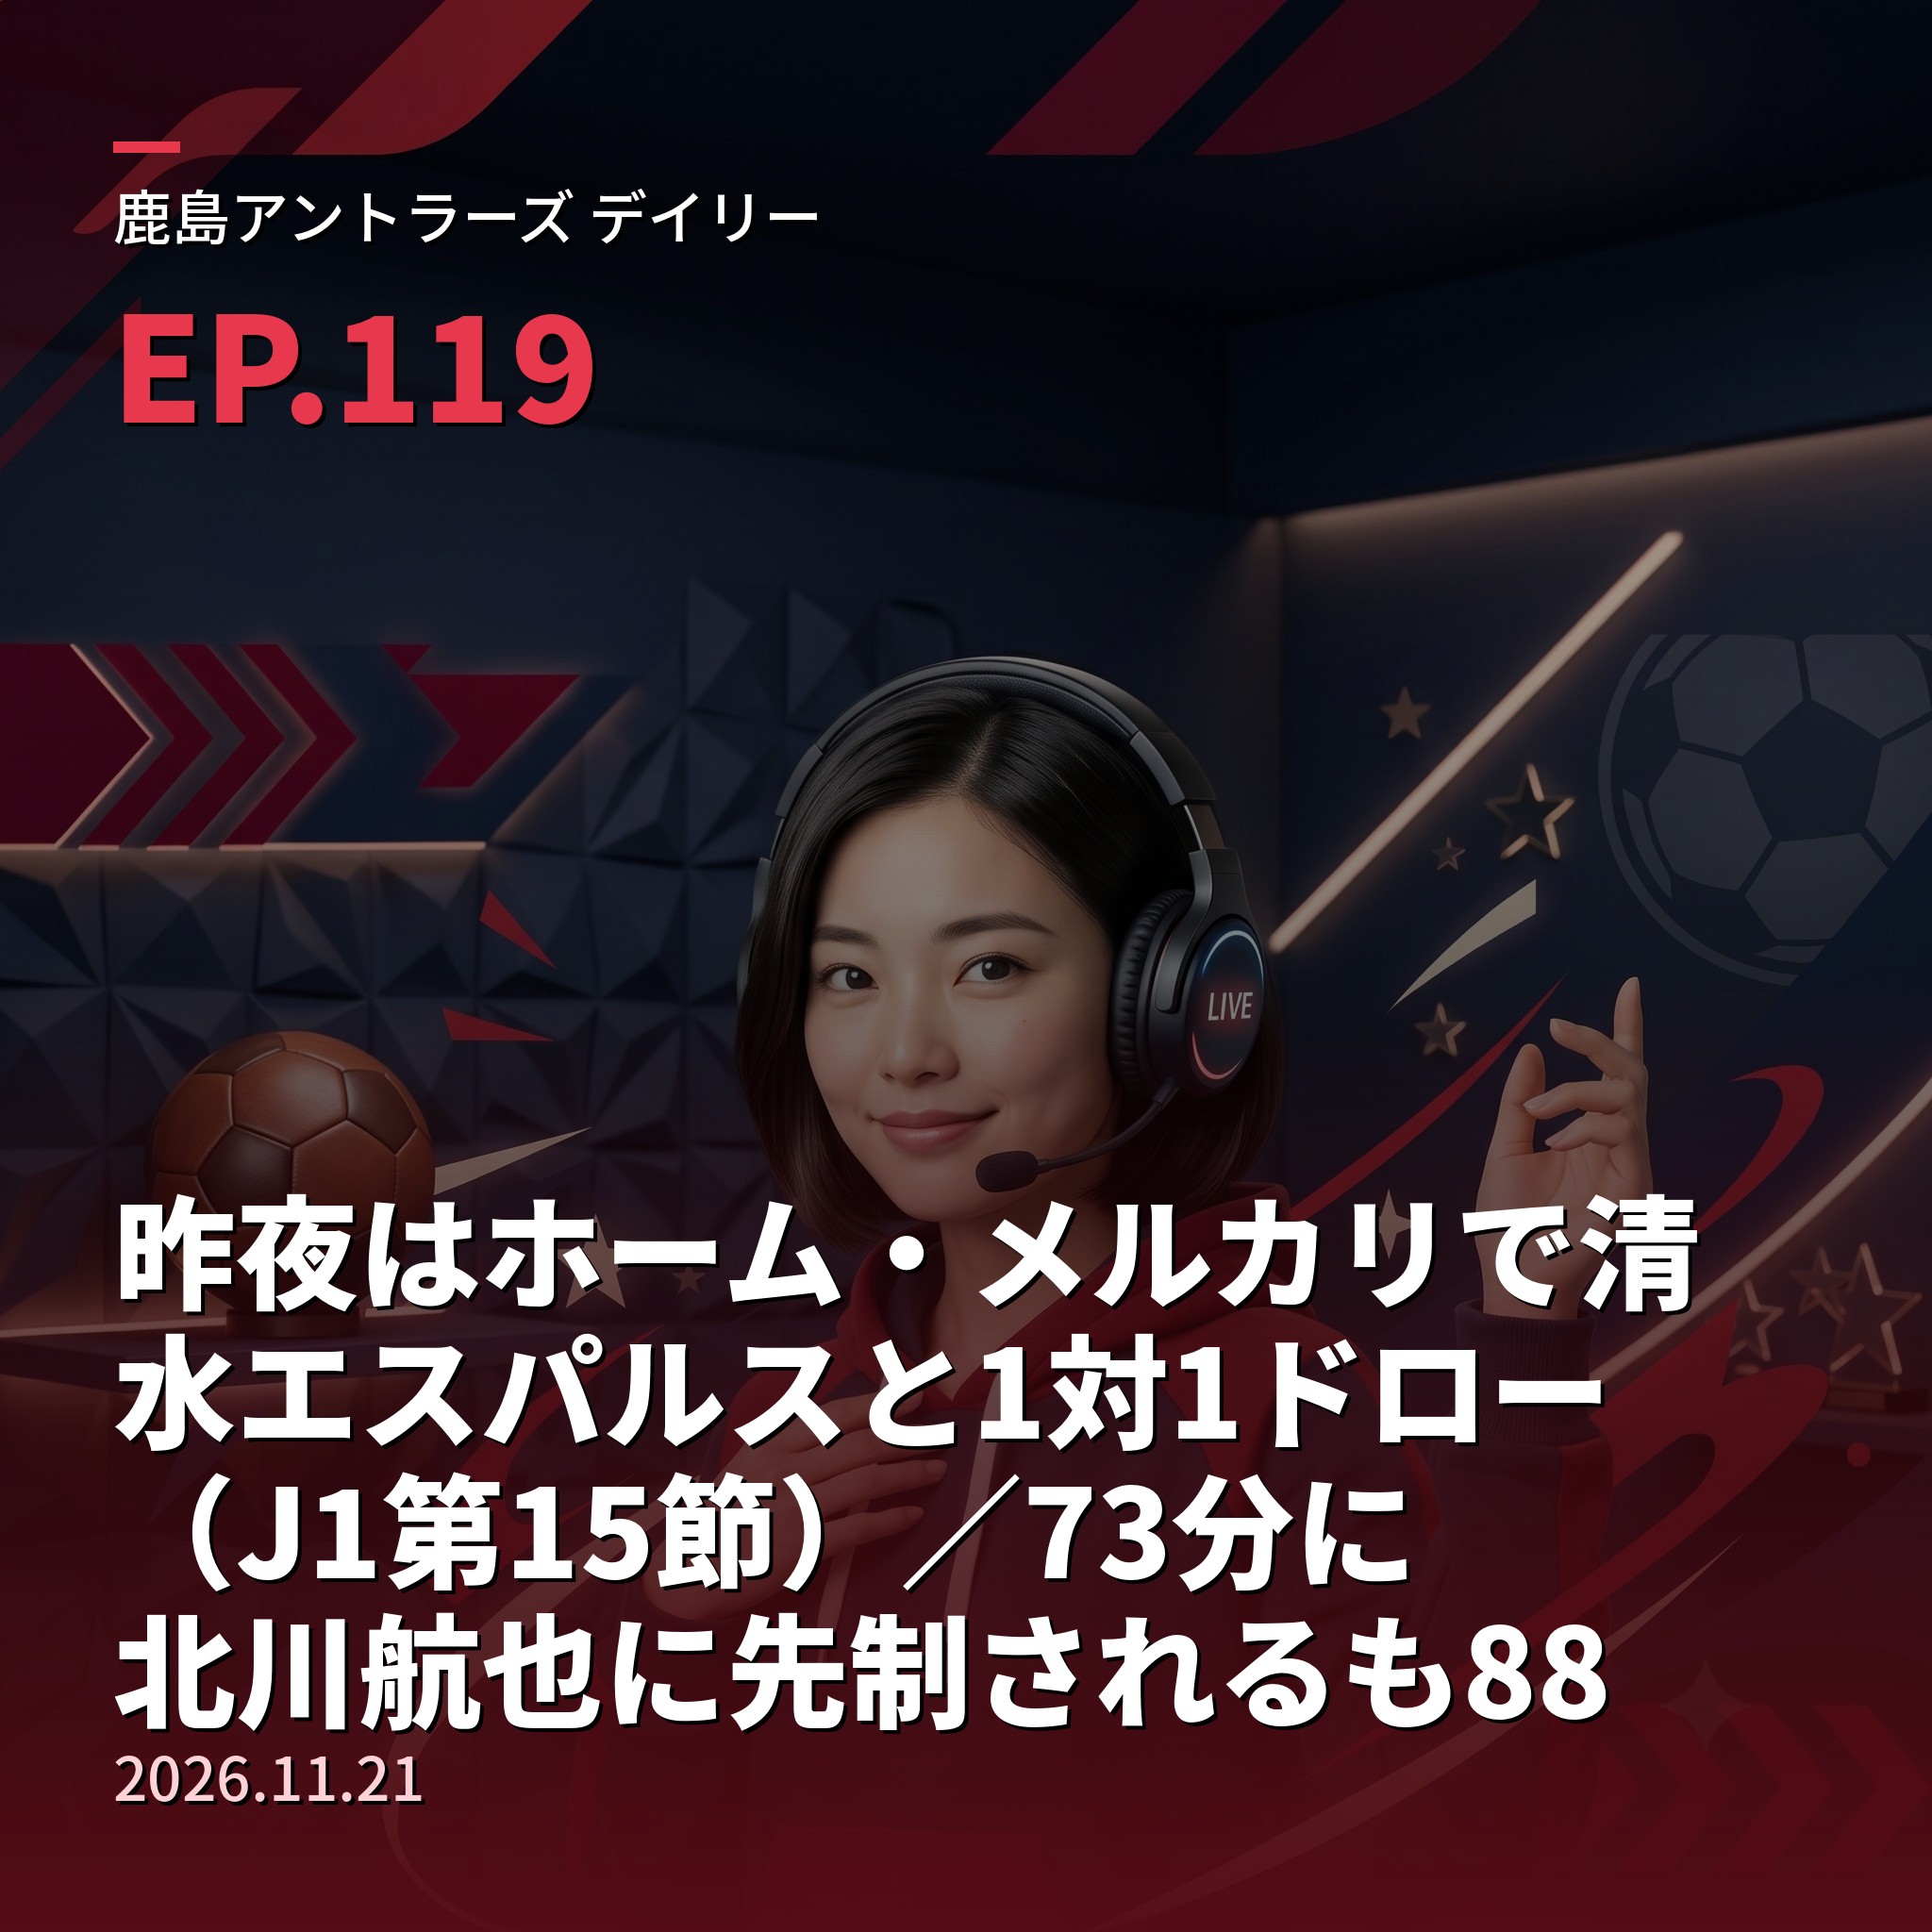 鹿島アントラーズ デイリー
EP.119
LIVE
昨夜はホーム・メルカリで清
水エスパルスと1対1ドロー
（J1第15節）／73分に
北川航也に先制されるも88
2026.11.21